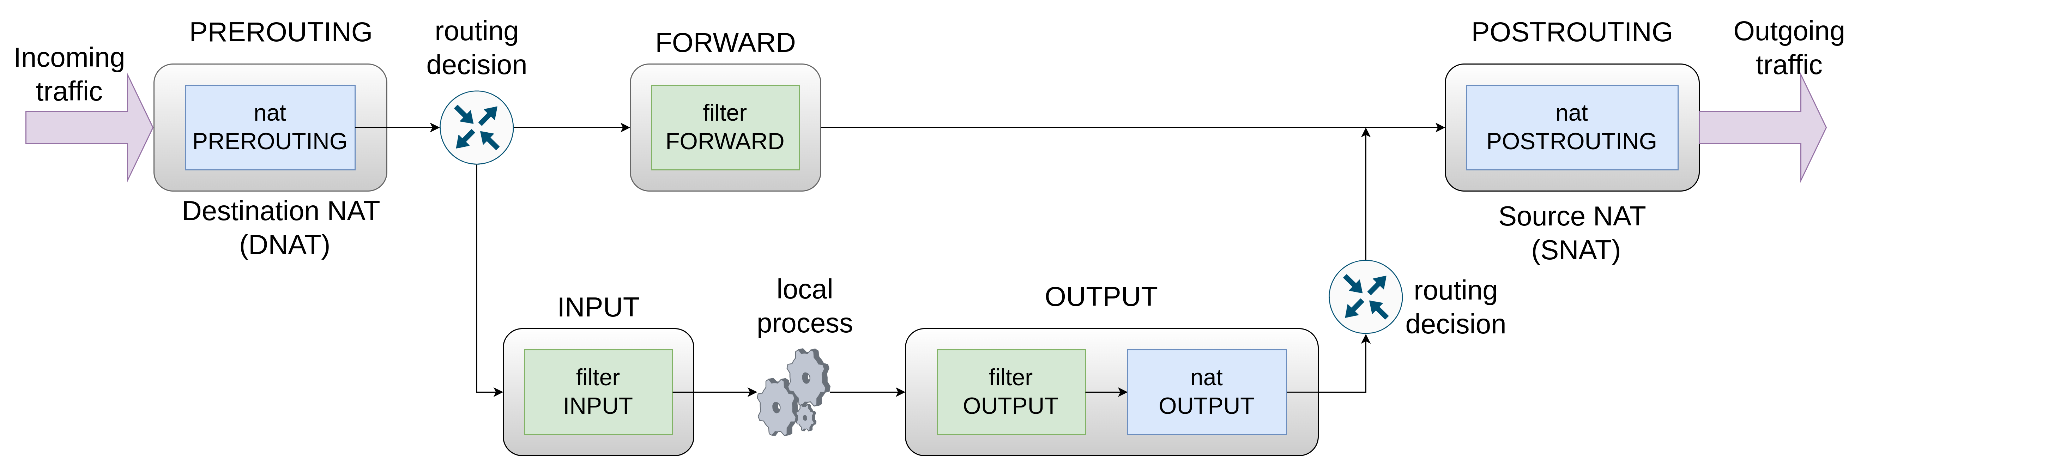 Incoming
traffic
PREROUTING
nat
PREROUTING
Destination NAT
(DNAT)
routing
decision
FORWARD
filter
FORWARD
POSTROUTING
nat
POSTROUTING
Source NAT
(SNAT)
Outgoing
traffic
INPUT
filter
INPUT
local
process
OUTPUT
filter
OUTPUT
nat
OUTPUT
routing
decision